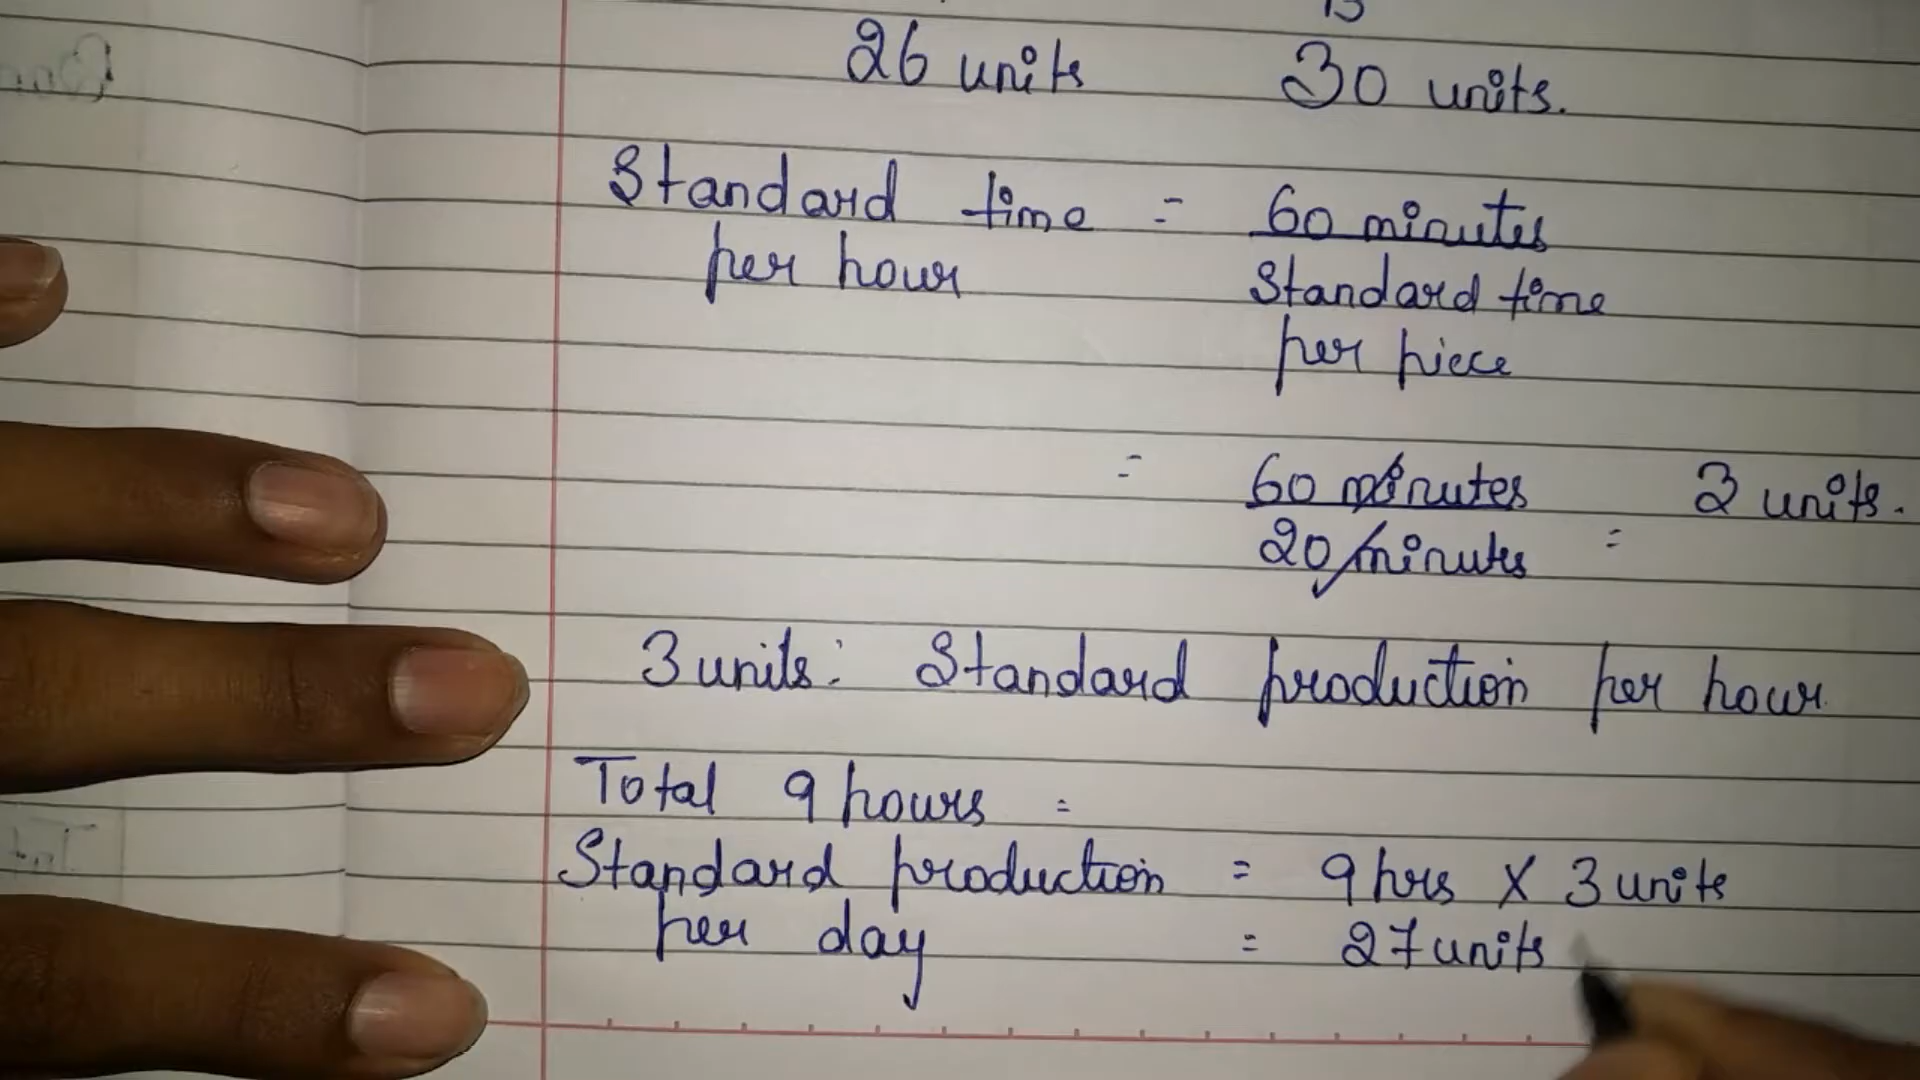 26 units 30 units.
Standard time = 60 minutes
per hour Standard time
per piece
= 60 minutes = 3 units.
20 minutes
3 units: Standard production per hour
Total 9 hours =
Standard production = 9 hrs X 3 units
per day = 27 units